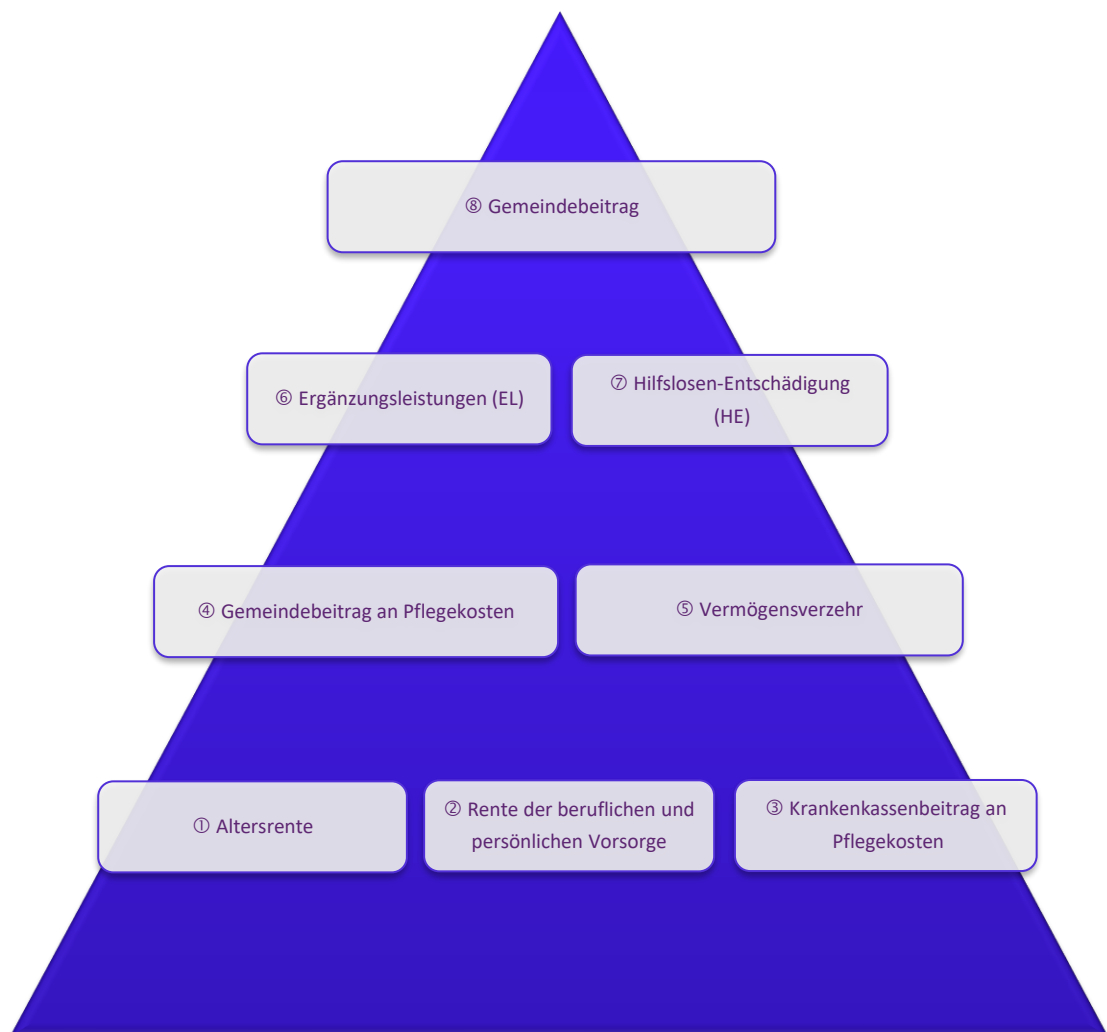 ⑧ Gemeindebeitrag
⑥ Ergänzungsleistungen (EL)
⑦ Hilfslosen-Entschädigung
(HE)
④ Gemeindebeitrag an Pflegekosten
⑤ Vermögensverzehr
① Altersrente
② Rente der beruflichen und
persönlichen Vorsorge
③ Krankenkassenbeitrag an
Pflegekosten